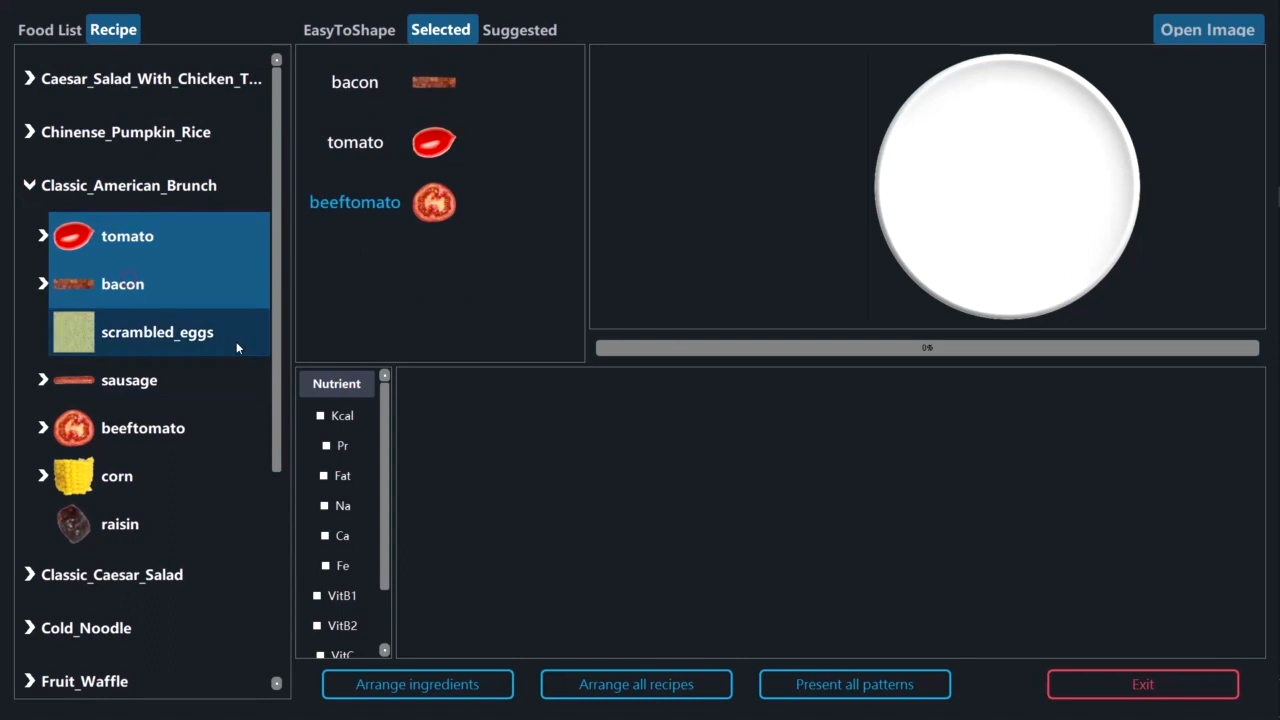 Food List Recipe
EasyToShape Selected Suggested
Open Image
Caesar_Salad_With_Chicken_T...
Chinense_Pumpkin_Rice
Classic_American_Brunch
tomato
bacon
scrambled_eggs
sausage
beeftomato
corn
raisin
Classic_Caesar_Salad
Cold_Noodle
Fruit_Waffle
bacon
tomato
beeftomato
0%
Nutrient
Kcal
Pr
Fat
Na
Ca
Fe
VitB1
VitB2
VitC
Arrange ingredients
Arrange all recipes
Present all patterns
Exit